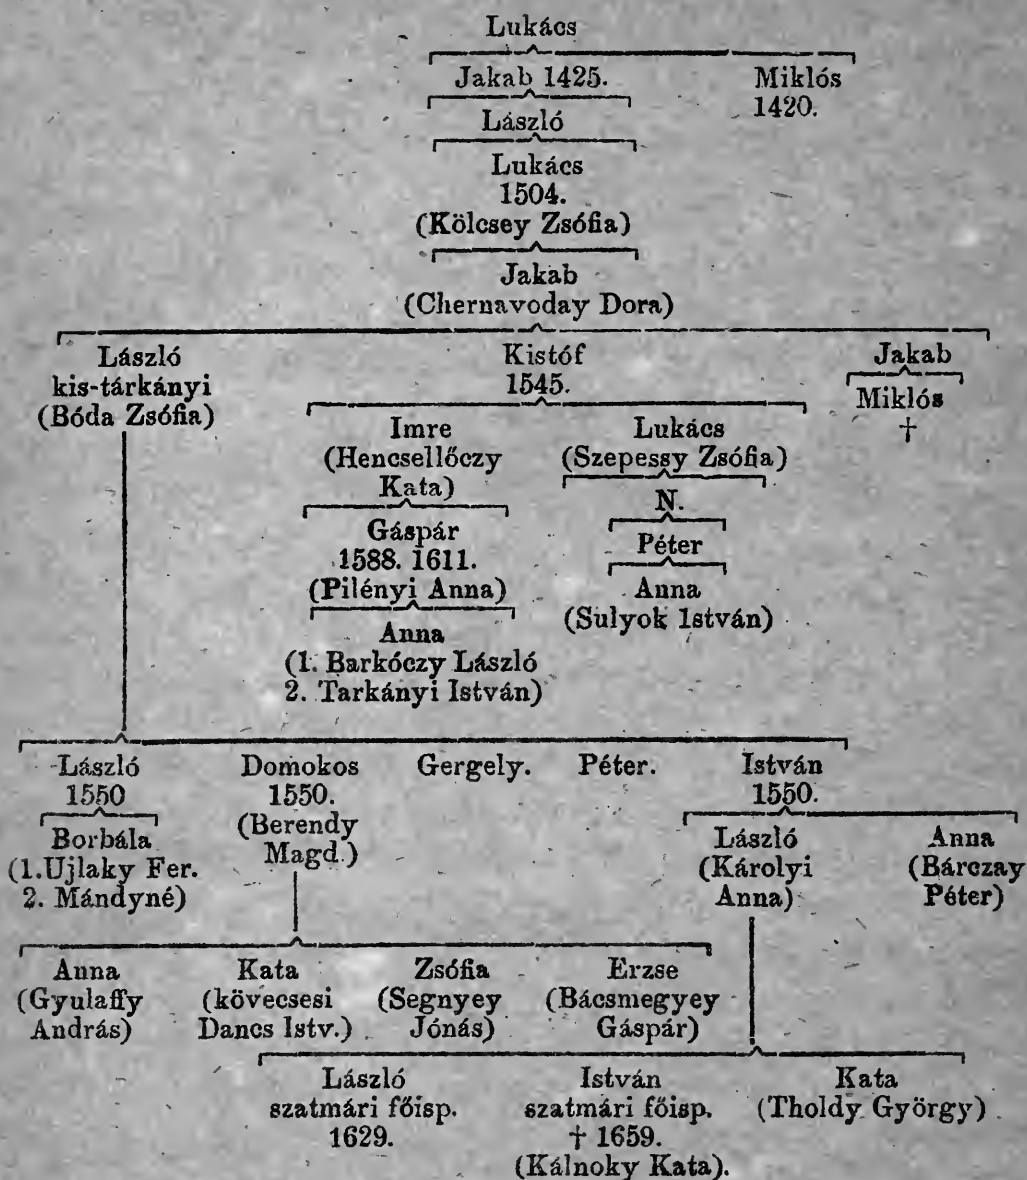 Lukács
Jakab 1425. Miklós
1420.
László
Lukács
1504.
(Kölcsey Zsófia)
Jakab
(Chernavoday Dora)
László Kistóf Jakab
kis-tárkányi 1545. Miklós
(Bóda Zsófia) †
Imre Lukács
(Hencsellőczy (Szepessy Zsófia)
Kata) N.
Gáspár Péter
1588. 1611. Anna
(Pilényi Anna) (Sulyok István)
Anna
(1. Barkóczy László
2. Tarkányi István)
László Domokos Gergely. Péter. István
1550 1550. 1550.
Borbála (Berendy László Anna
(1.Ujlaky Fer. Magd.) (Károlyi (Bárczay
2. Mándyné) Anna) Péter)
Anna Kata Zsófia Erzse
(Gyulaffy (kövecsesi (Segnyey (Bácsmegyey
András) Dancs Istv.) Jónás) Gáspár)
László István Kata
szatmári főisp. szatmári főisp. (Tholdy György)
1629. † 1659.
(Kálnoky Kata).